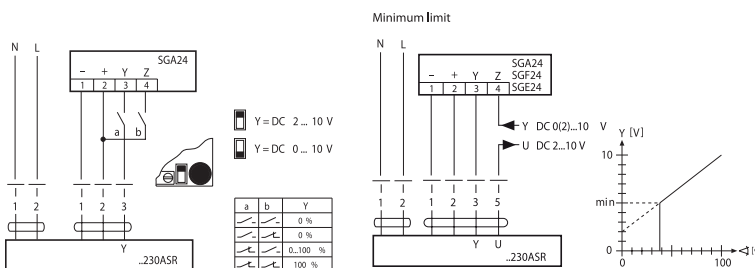 Minimum limit
N L
SGA24
– + Y Z
1 2 3 4
a b
Y = DC 2 ... 10 V
Y = DC 0 ... 10 V
1 2 1 2 3
Y
..230ASR
a b Y
0 %
0 %
0...100 %
100 %
N L
SGA24
SGF24
SGE24
– + Y Z
1 2 3 4
Y DC 0(2)...10 V
U DC 2...10 V
1 2 1 2 3 5
Y U
..230ASR
Y [V]
10
min
0
0 100